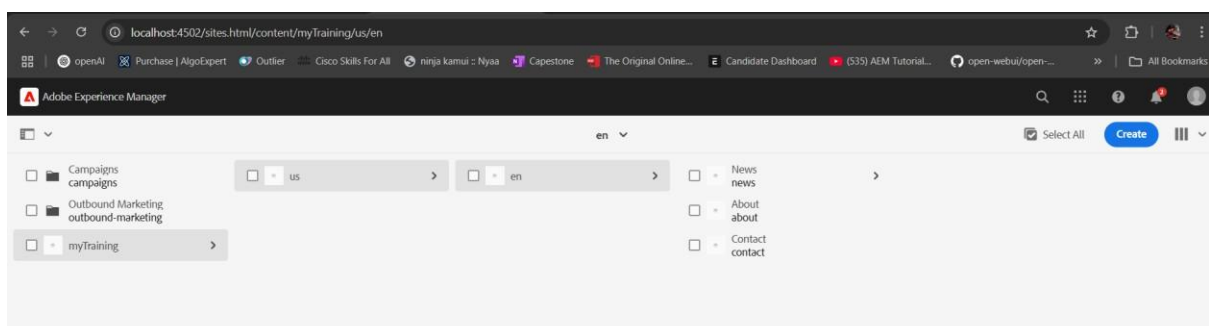 localhost:4502/sites.html/content/myTraining/us/en
openAI Purchase | AlgoExpert Outlier Cisco Skills For All ninja kamui :: Nyaa Capestone The Original Online... Candidate Dashboard (535) AEM Tutorial... open-webui/open-... » All Bookmarks
Adobe Experience Manager
en Select All Create
Campaigns
campaigns
Outbound Marketing
outbound-marketing
myTraining
us
en
News
news
About
about
Contact
contact